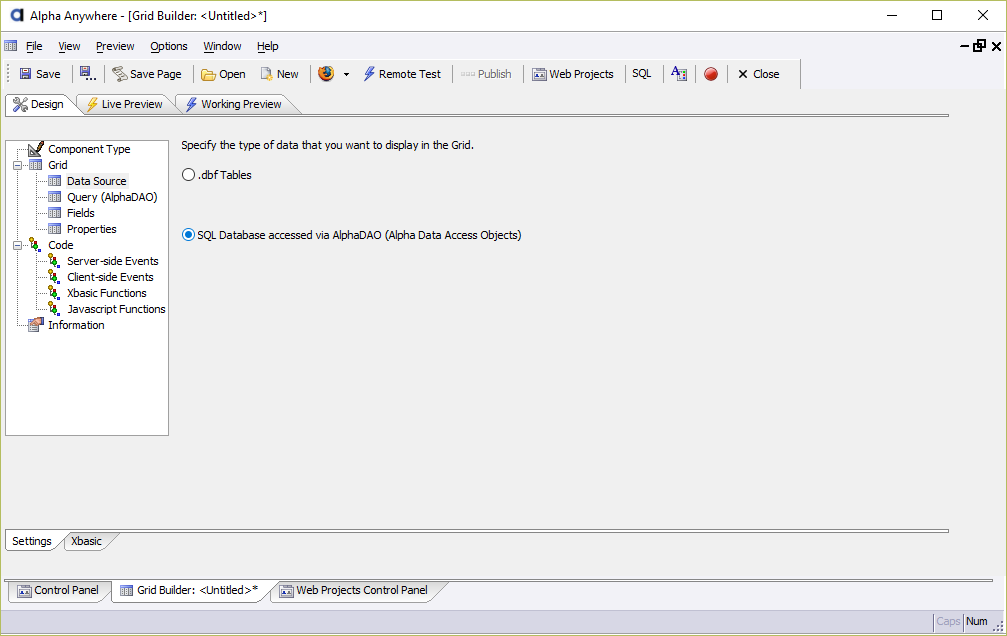 Alpha Anywhere - [Grid Builder: <Untitled>*]
File View Preview Options Window Help
Save Save Page Open New Remote Test Publish Web Projects SQL Close
Design Live Preview Working Preview
Component Type
Grid
Data Source
Query (AlphaDAO)
Fields
Properties
Code
Server-side Events
Client-side Events
Xbasic Functions
Javascript Functions
Information
Specify the type of data that you want to display in the Grid.
.dbf Tables
SQL Database accessed via AlphaDAO (Alpha Data Access Objects)
Settings Xbasic
Control Panel Grid Builder: <Untitled>* Web Projects Control Panel
Caps Num